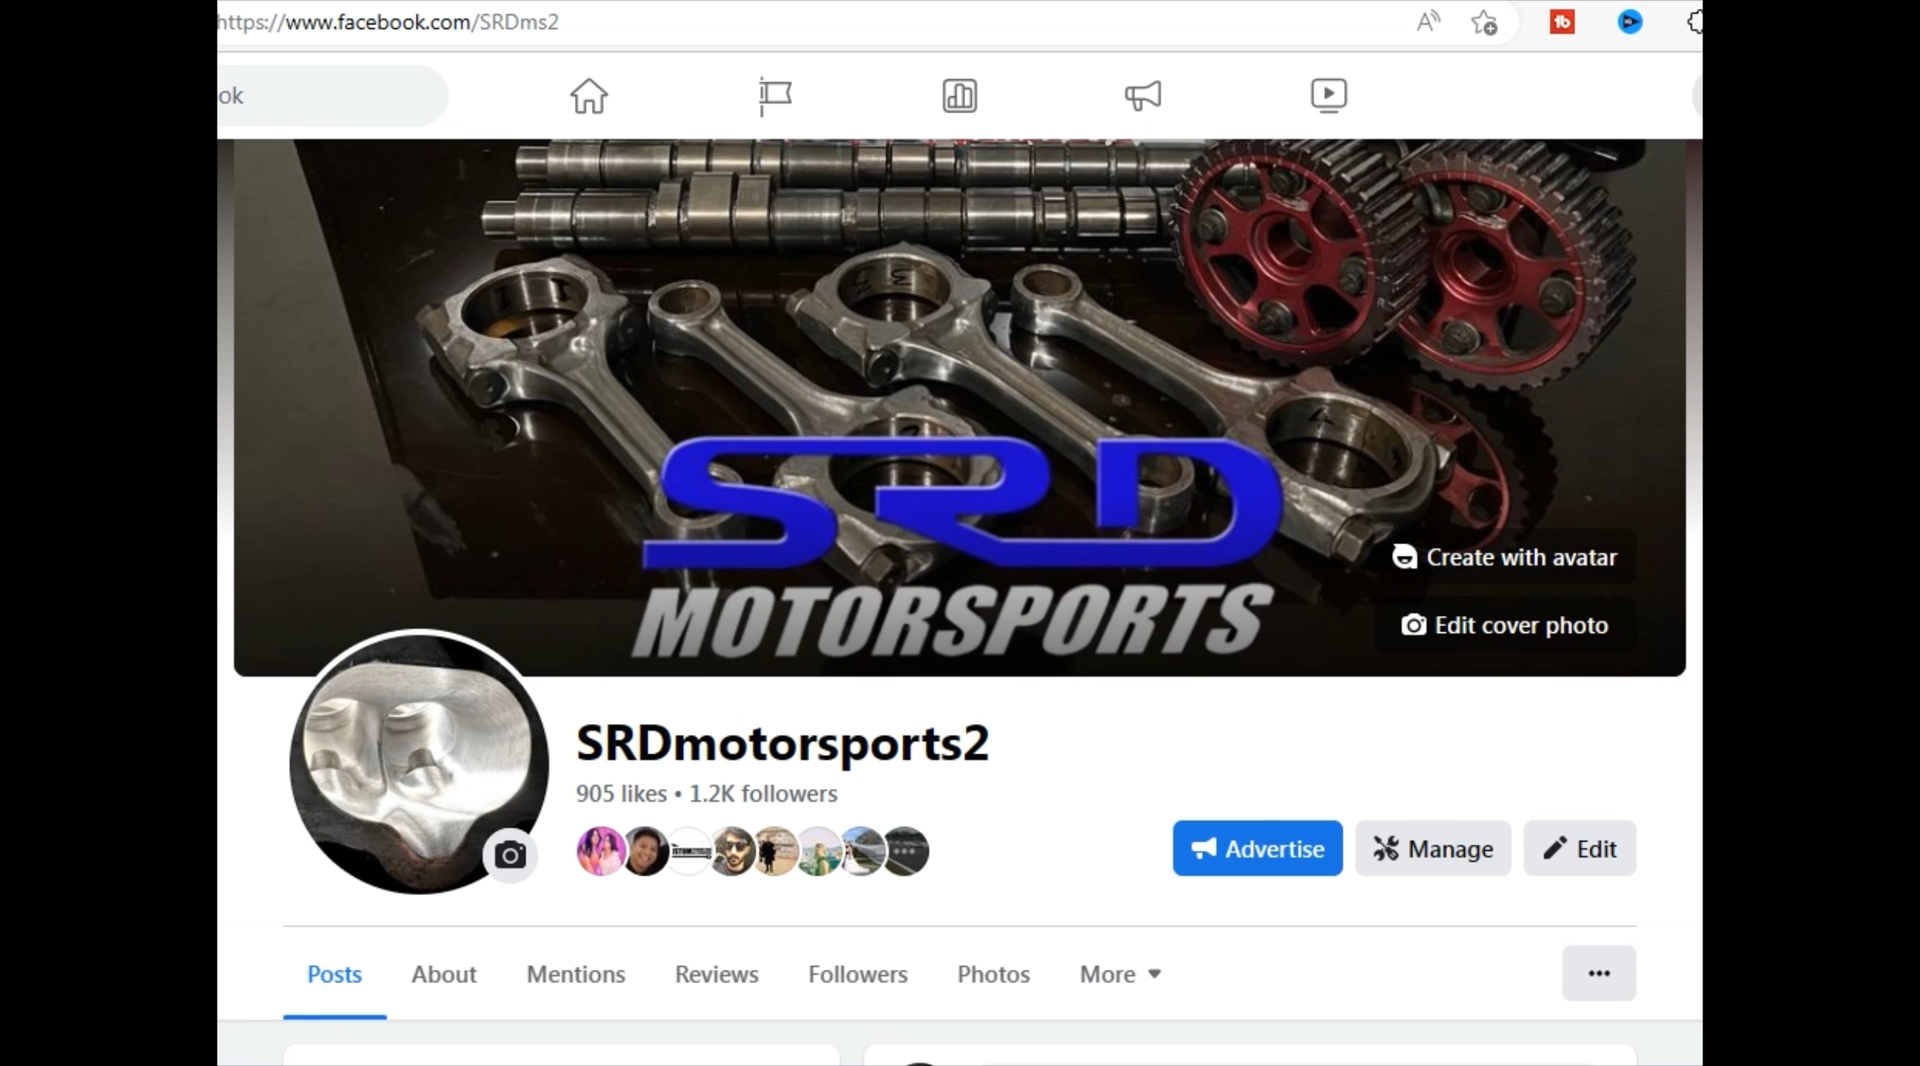 https://www.facebook.com/SRDms2
ok
SRD
MOTORSPORTS
Create with avatar
Edit cover photo
SRDmotorsports2
905 likes • 1.2K followers
Advertise
Manage
Edit
Posts
About
Mentions
Reviews
Followers
Photos
More